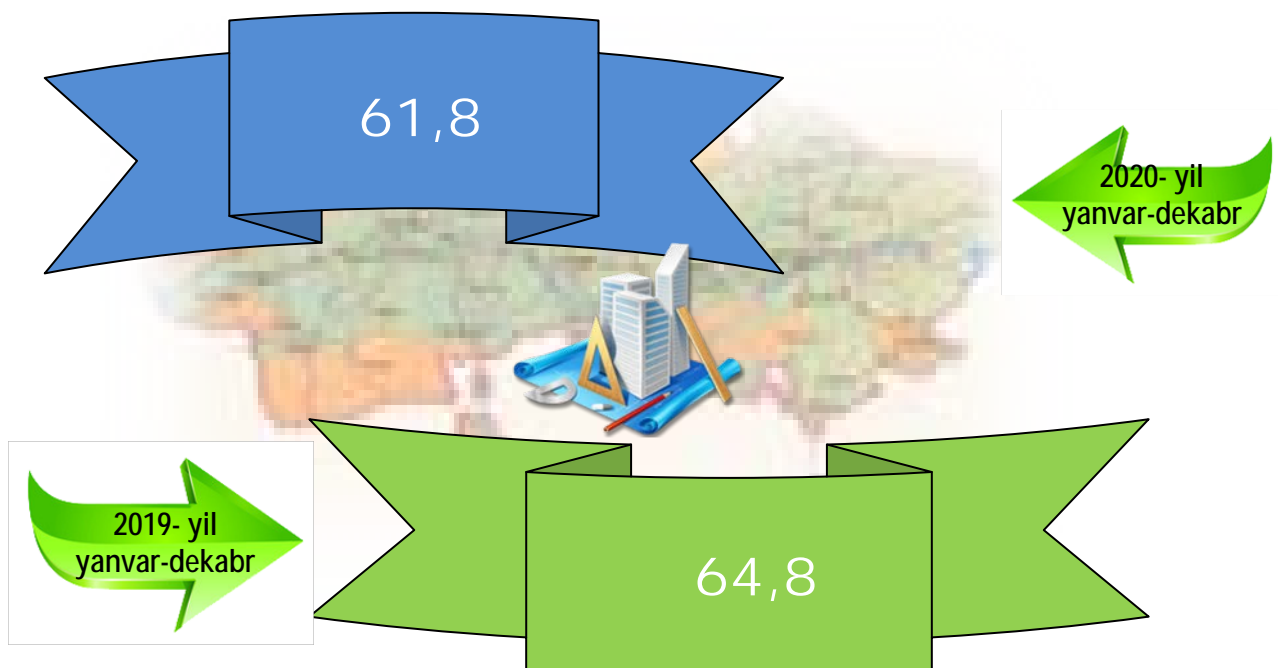 61,8
2020- yil
yanvar-dekabr
2019- yil
yanvar-dekabr
64,8